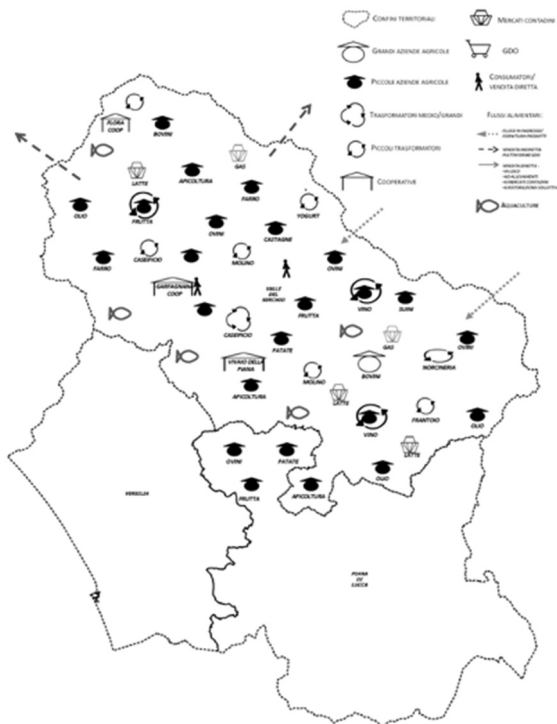 CONFINI TERRITORIALI
MERCATI CONTADINI
GRANDI AZIENDE AGRICOLE
GDO
PICCOLE AZIENDE AGRICOLE
CONSUMATORI/
VENDITA DIRETTA
TRASFORMATORI MEDIO/GRANDI
FLUSSI ALIMENTARI:
PICCOLI TRASFORMATORI
COOPERATIVE
AQUACULTURE
FLORA
COOP
BOVINI
GAS
LATTE
APICOLTURA
FARRO
OLIO
FRUTTA
YOGURT
OVINI
CASTAGNE
FARRO
CASEIFICIO
MOLINO
OVINI
VALLE
DEL
SERCHIO
GARFAGNANA
COOP
FRUTTA
VINO
SUINI
CASEIFICIO
PATATE
GAS
OVINI
VIVAIO DELLA
PIANA
BOVINI
NORCINERIA
APICOLTURA
MOLINO
LATTE
VINO
FRANTOIO
OLIO
LATTE
OVINI
PATATE
OLIO
FRUTTA
APICOLTURA
VERSILIA
PIANA
DI
LUCCA